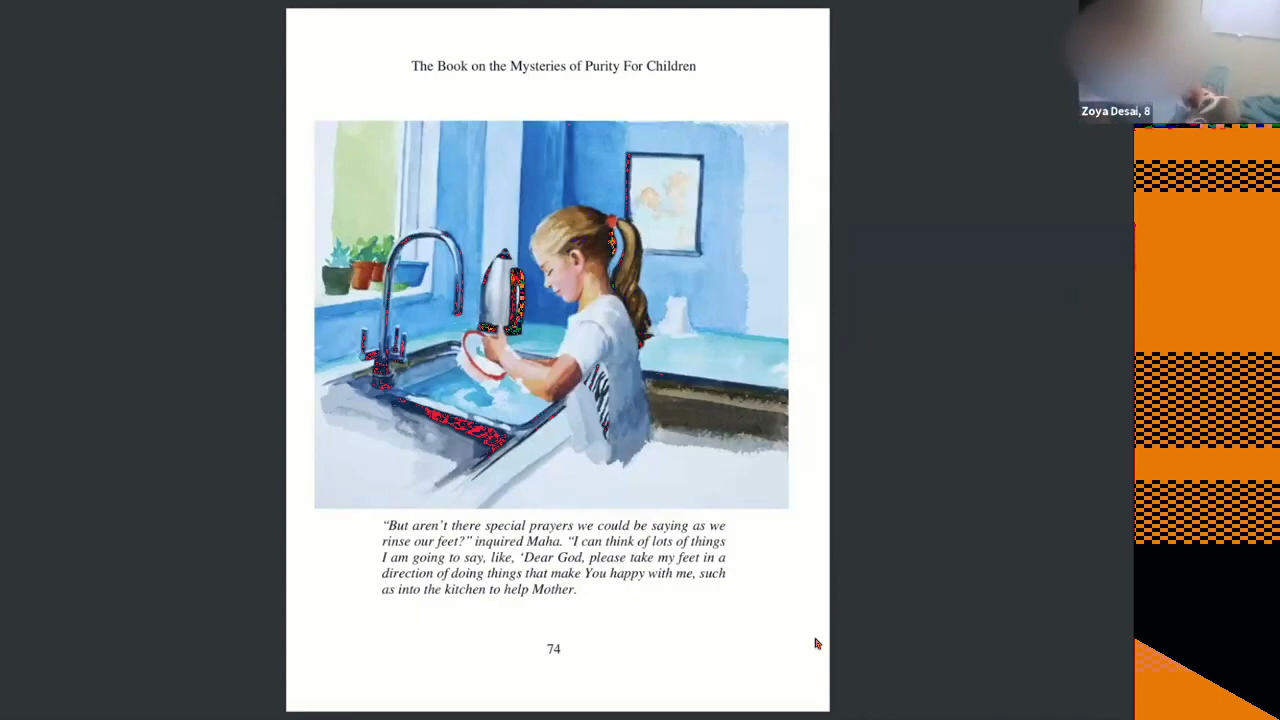 The Book on the Mysteries of Purity For Children
Zoya Desai, 8
“But aren’t there special prayers we could be saying as we
rinse our feet?” inquired Maha. “I can think of lots of things
I am going to say, like, ‘Dear God, please take my feet in a
direction of doing things that make You happy with me, such
as into the kitchen to help Mother.
74